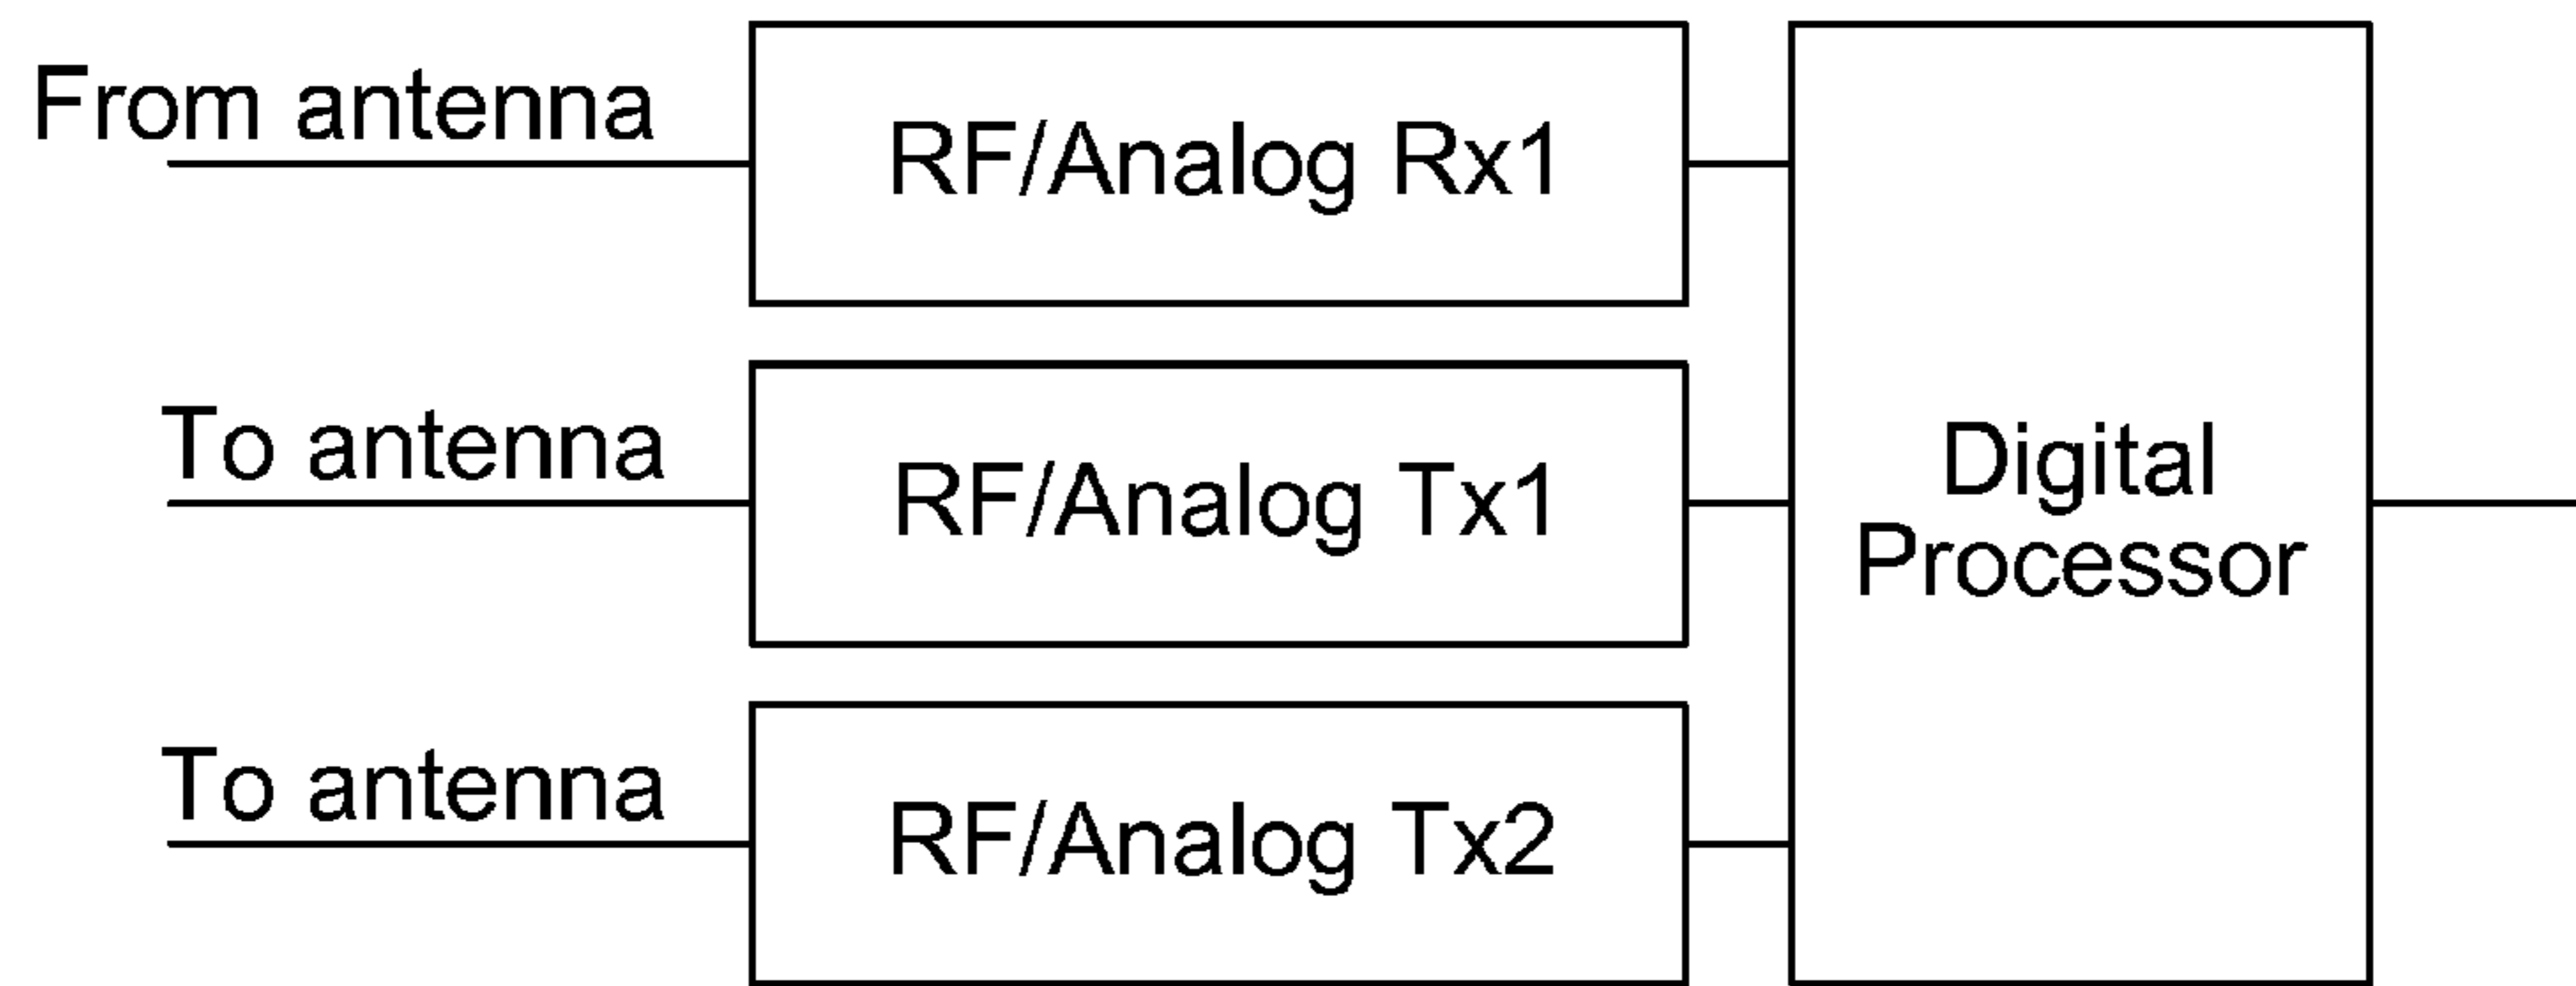 From antenna
RF/Analog Rx1
To antenna
RF/Analog Tx1
Digital
Processor
To antenna
RF/Analog Tx2